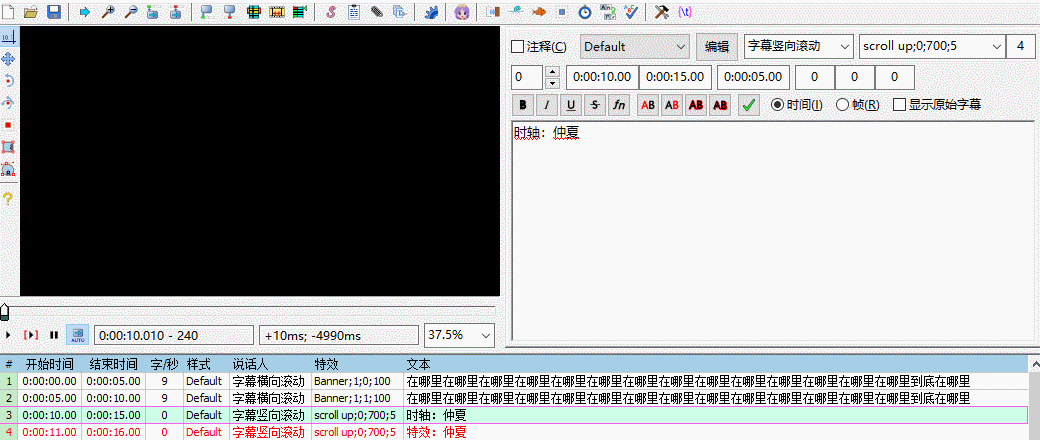 注释(C) Default 编辑 字幕竖向滚动 scroll up;0;700;5 4
0 0:00:10.00 0:00:15.00 0:00:05.00 0 0 0
B I U S fn AB AB AB AB 时间(I) 帧(R) 显示原始字幕
时轴：仲夏
0:00:10.010 - 240 +10ms; -4990ms 37.5%
# 开始时间 结束时间 字/秒 样式 说话人 特效 文本
1 0:00:00.00 0:00:05.00 9 Default 字幕横向滚动 Banner;1;0;100 在哪里在哪里在哪里在哪里在哪里在哪里在哪里在哪里在哪里在哪里在哪里在哪里在哪里在哪里到底在哪里
2 0:00:05.00 0:00:10.00 9 Default 字幕横向滚动 Banner;1;1;100 在哪里在哪里在哪里在哪里在哪里在哪里在哪里在哪里在哪里在哪里在哪里在哪里在哪里在哪里到底在哪里
3 0:00:10.00 0:00:15.00 0 Default 字幕竖向滚动 scroll up;0;700;5 时轴：仲夏
4 0:00:11.00 0:00:16.00 0 Default 字幕竖向滚动 scroll up;0;700;5 特效：仲夏